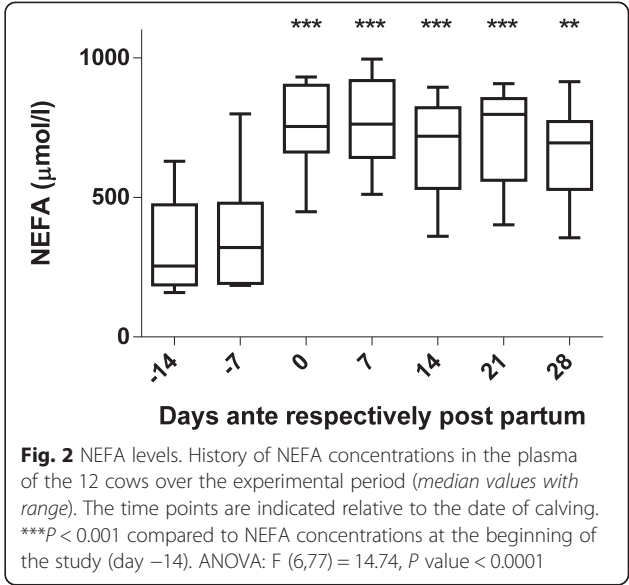 *** *** *** *** **
1000
500
0
NEFA (µmol/l)
-14 -7 0 7 14 21 28
Days ante respectively post partum
Fig. 2 NEFA levels. History of NEFA concentrations in the plasma
of the 12 cows over the experimental period (median values with
range). The time points are indicated relative to the date of calving.
***P < 0.001 compared to NEFA concentrations at the beginning of
the study (day −14). ANOVA: F (6,77) = 14.74, P value < 0.0001